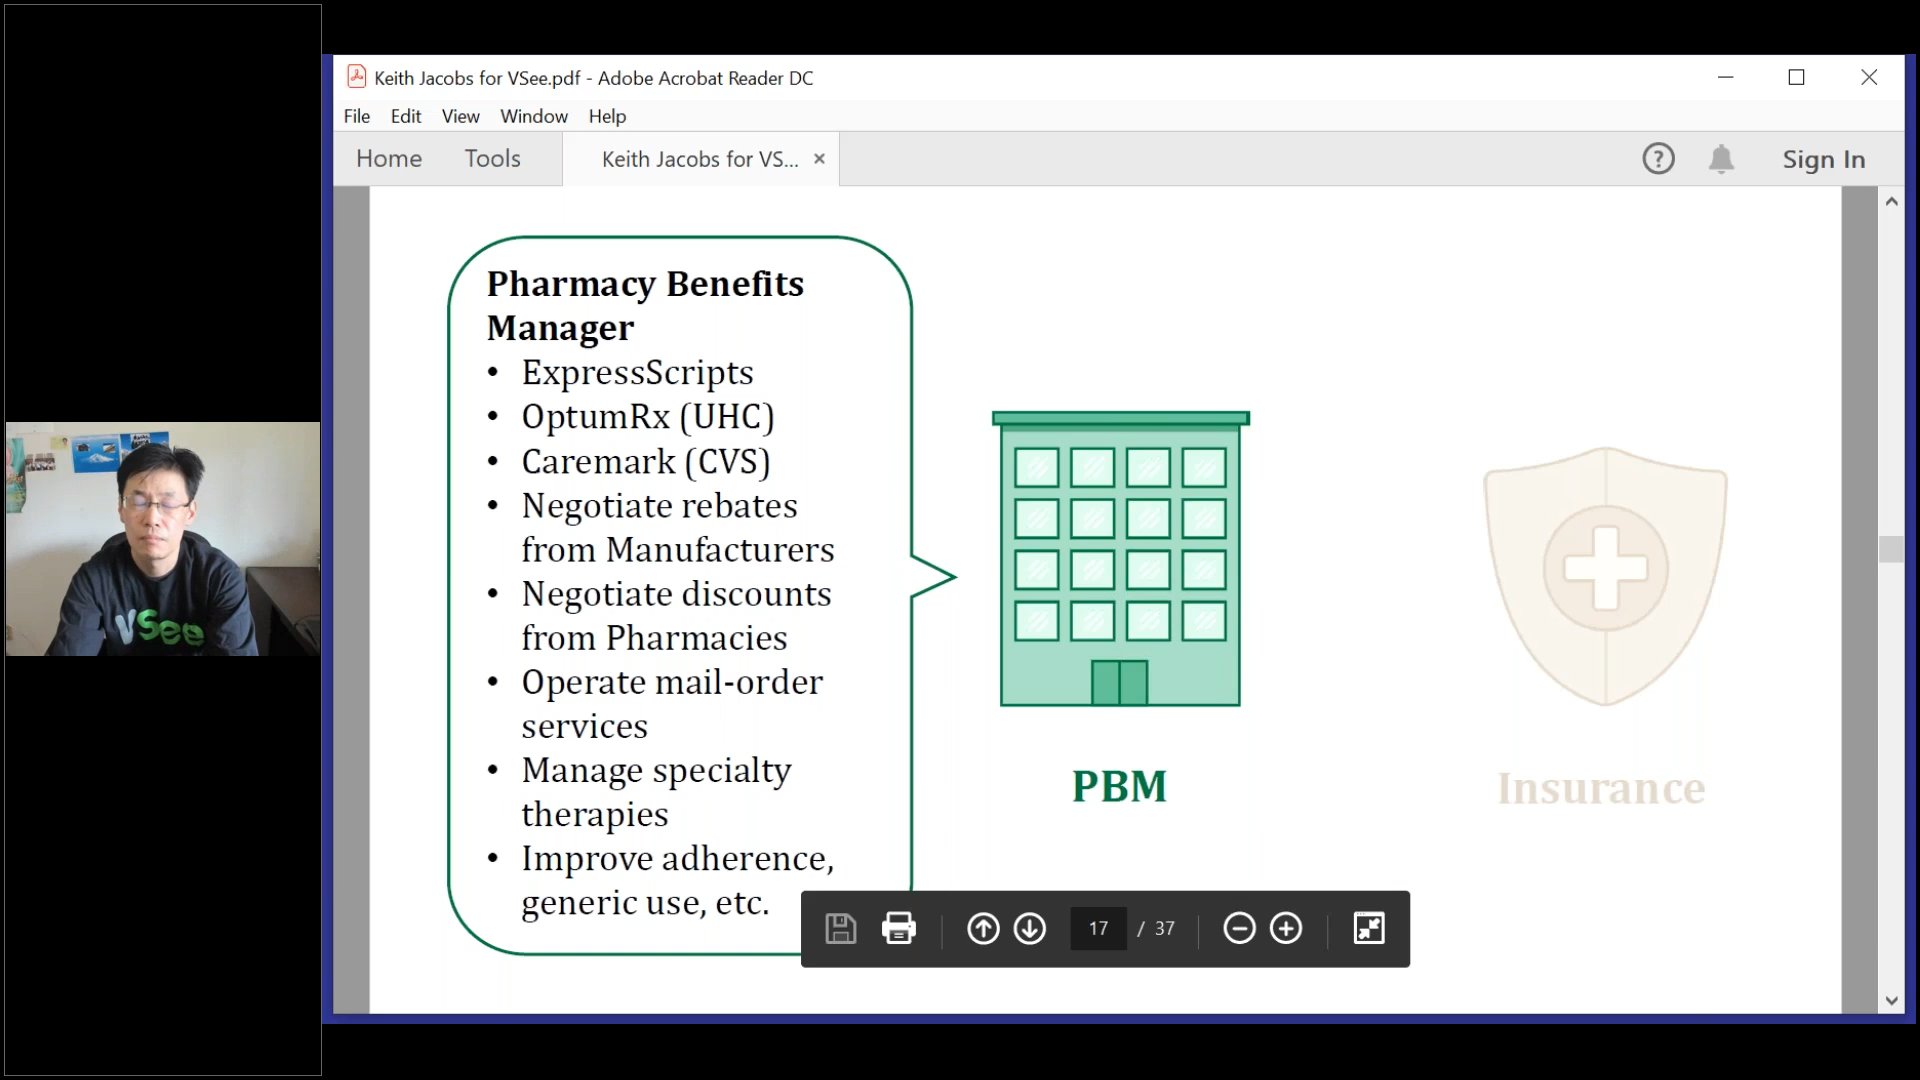 Keith Jacobs for VSee.pdf - Adobe Acrobat Reader DC
File Edit View Window Help
Home Tools Keith Jacobs for VS... × ? Sign In
Pharmacy Benefits
Manager
• ExpressScripts
• OptumRx (UHC)
• Caremark (CVS)
• Negotiate rebates
from Manufacturers
• Negotiate discounts
from Pharmacies
• Operate mail-order
services
• Manage specialty
therapies
• Improve adherence,
generic use, etc.
PBM
Insurance
17 / 37
vSee